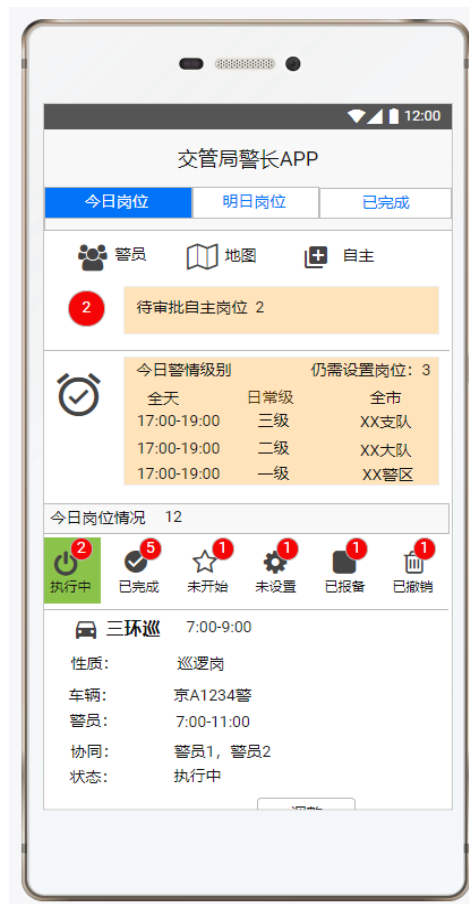 12:00
交管局警长APP
今日岗位 明日岗位 已完成
警员 地图 自主
2 待审批自主岗位 2
今日警情级别 仍需设置岗位：3
全天 日常级 全市
17:00-19:00 三级 XX支队
17:00-19:00 二级 XX大队
17:00-19:00 一级 XX警区
今日岗位情况 12
2 5 1 1 1 1
执行中 已完成 未开始 未设置 已报备 已撤销
三环巡 7:00-9:00
性质： 巡逻岗
车辆： 京A1234警
警员： 7:00-11:00
协同： 警员1，警员2
状态： 执行中